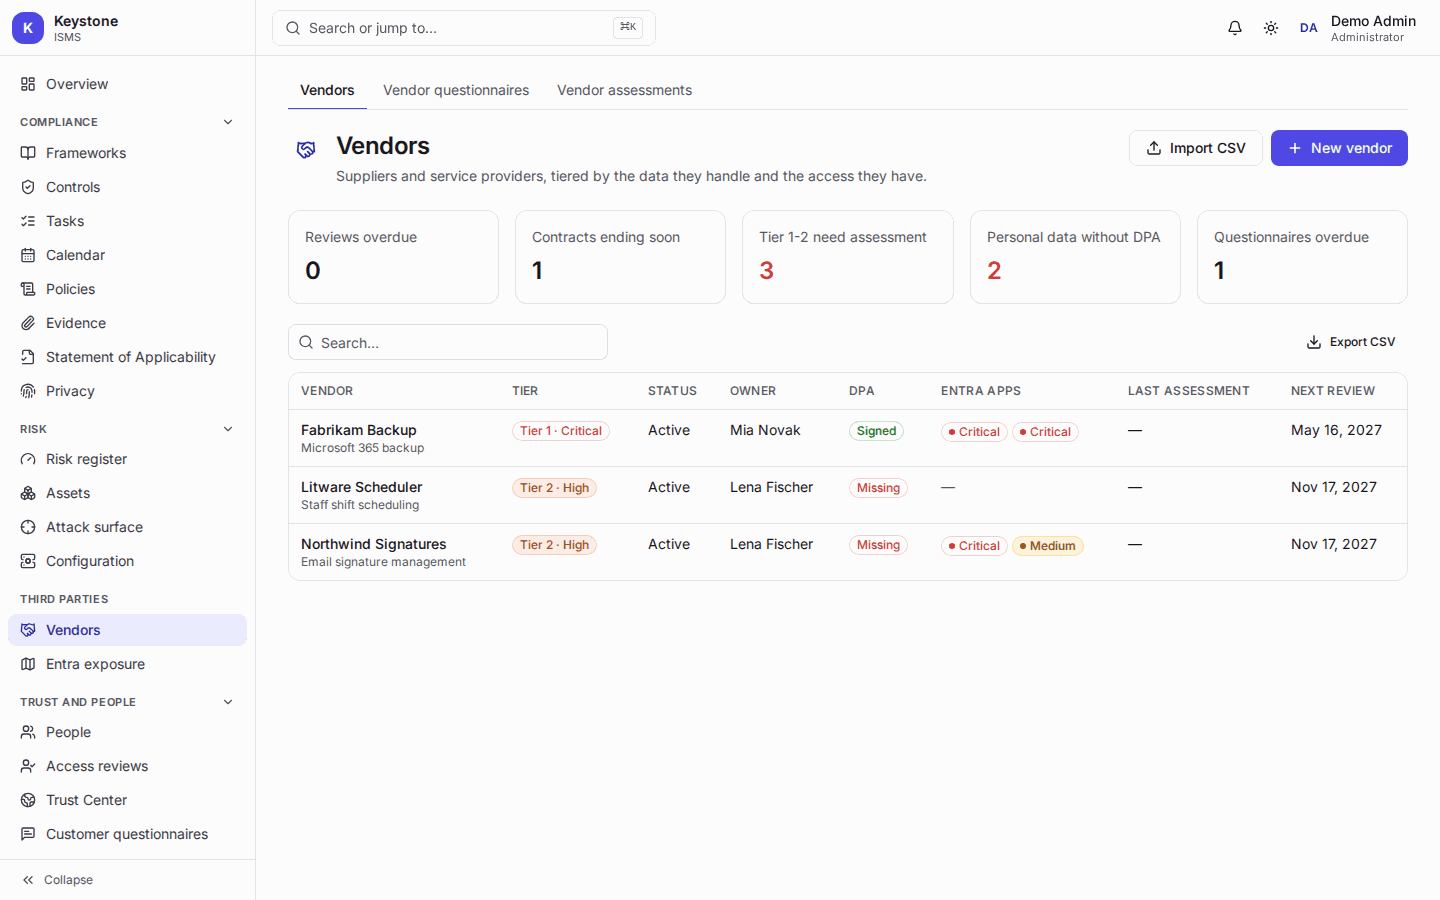 K
Keystone
ISMS
Search or jump to...
⌘K
DA
Demo Admin
Administrator
Overview
COMPLIANCE
Frameworks
Controls
Tasks
Calendar
Policies
Evidence
Statement of Applicability
Privacy
RISK
Risk register
Assets
Attack surface
Configuration
THIRD PARTIES
Vendors
Entra exposure
TRUST AND PEOPLE
People
Access reviews
Trust Center
Customer questionnaires
Collapse
Vendors Vendor questionnaires Vendor assessments
Vendors
Suppliers and service providers, tiered by the data they handle and the access they have.
Import CSV
New vendor
Reviews overdue
0
Contracts ending soon
1
Tier 1-2 need assessment
3
Personal data without DPA
2
Questionnaires overdue
1
Search...
Export CSV
VENDOR TIER STATUS OWNER DPA ENTRA APPS LAST ASSESSMENT NEXT REVIEW
Fabrikam Backup Tier 1 · Critical Active Mia Novak Signed Critical Critical — May 16, 2027
Microsoft 365 backup
Litware Scheduler Tier 2 · High Active Lena Fischer Missing — — Nov 17, 2027
Staff shift scheduling
Northwind Signatures Tier 2 · High Active Lena Fischer Missing Critical Medium — Nov 17, 2027
Email signature management